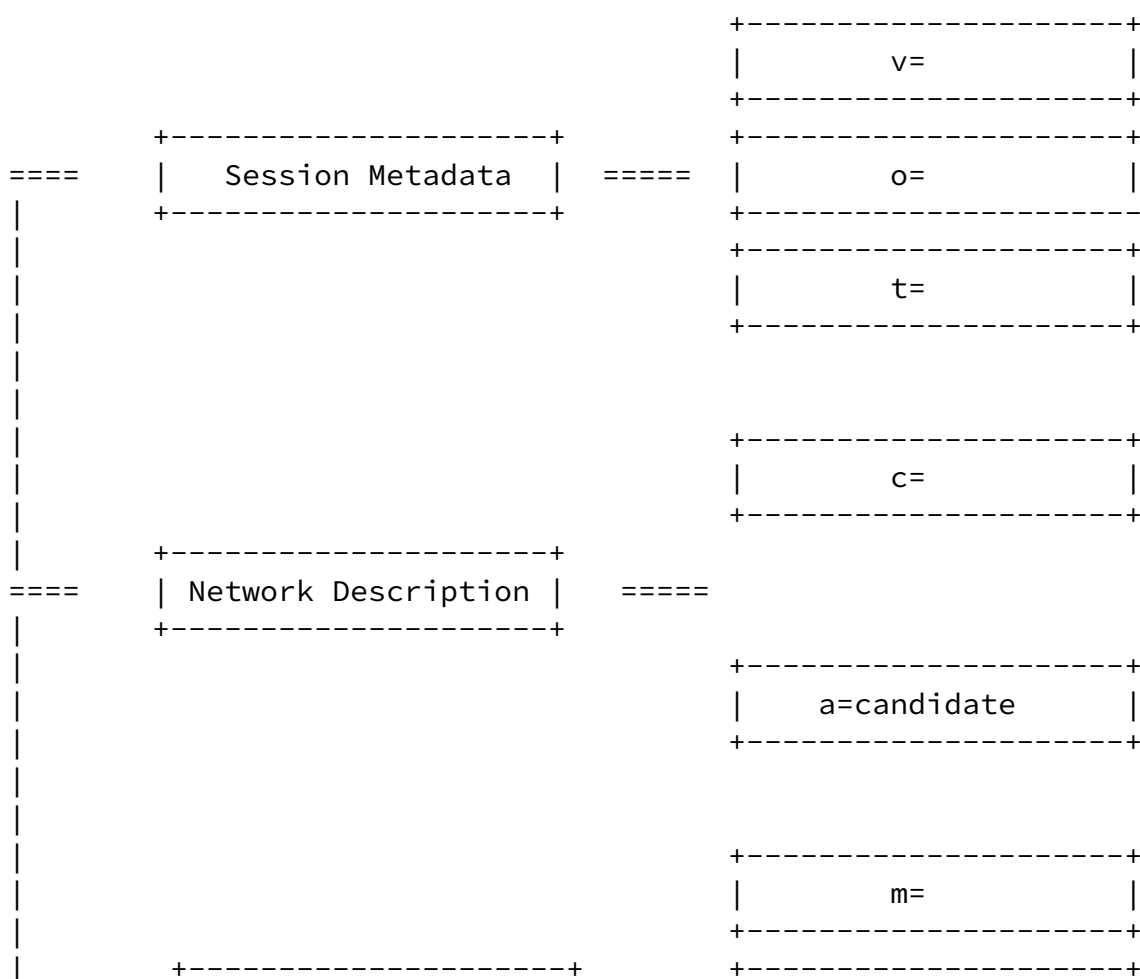 +---------------------+
                                        |        v=           |
                                        +---------------------+
        +---------------------+         +---------------------+
====    |   Session Metadata  |  =====  |        o=           |
|       +---------------------+         +----------------------
|                                       +---------------------+
|                                       |        t=           |
|                                       +---------------------+
|
|
|                                       +---------------------+
|                                       |        c=           |
|                                       +---------------------+
|       +---------------------+
====    | Network Description |   =====
|       +---------------------+
|                                       +---------------------+
|                                       |    a=candidate      |
|                                       +---------------------+
|
|
|                                       +---------------------+
|                                       |        m=           |
|                                       +---------------------+
|        +---------------------+        +---------------------+